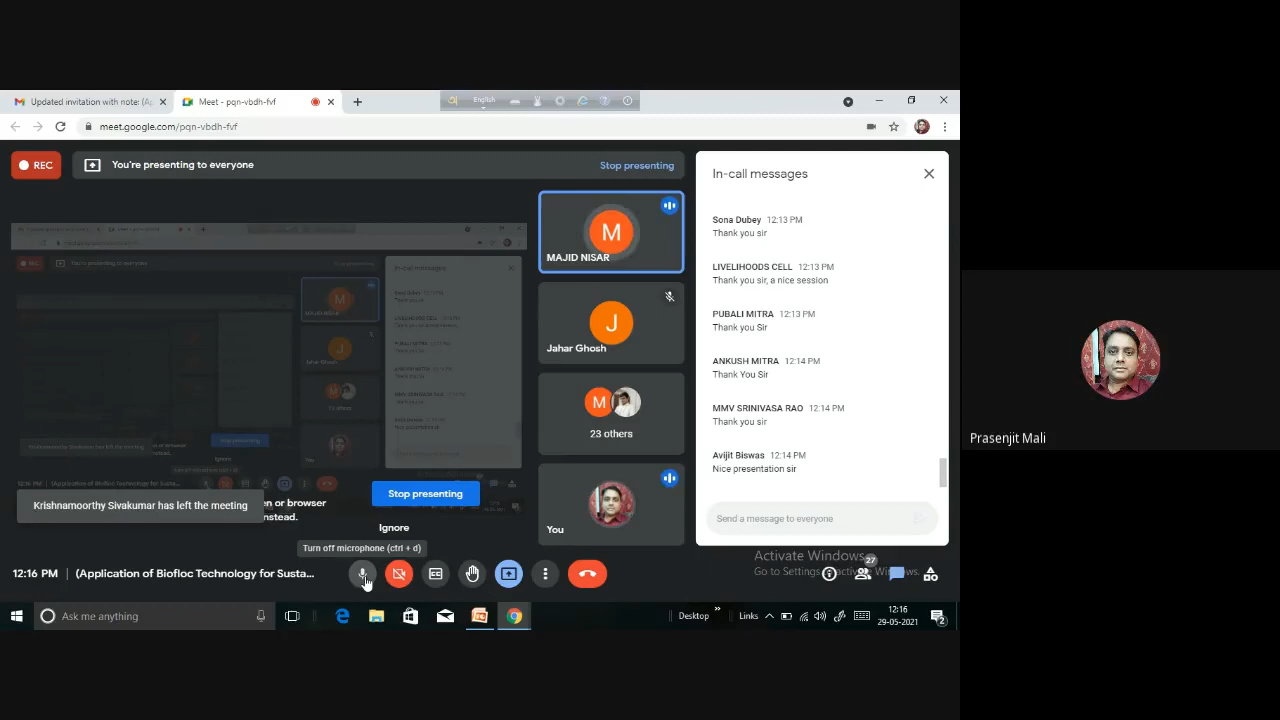 Updated invitation with note: (A
Meet - pqn-vbdh-fvf
English
meet.google.com/pqn-vbdh-fvf
REC
You're presenting to everyone
Stop presenting
M
MAJID NISAR
J
Jahar Ghosh
M
23 others
You
In-call messages
Sona Dubey 12:13 PM
Thank you sir
LIVELIHOODS CELL 12:13 PM
Thank you sir, a nice session
PUBALI MITRA 12:13 PM
Thank you Sir
ANKUSH MITRA 12:14 PM
Thank You Sir
MMV SRINIVASA RAO 12:14 PM
Thank you sir
Avijit Biswas 12:14 PM
Nice presentation sir
Send a message to everyone
Prasenjit Mali
Krishnamoorthy Sivakumar has left the meeting
en or browser
instead.
Stop presenting
Ignore
Turn off microphone (ctrl + d)
12:16 PM | (Application of Biofloc Technology for Susta...
Activate Windows
Go to Settings
27
Ask me anything
Desktop
Links
12:16
29-05-2021
2